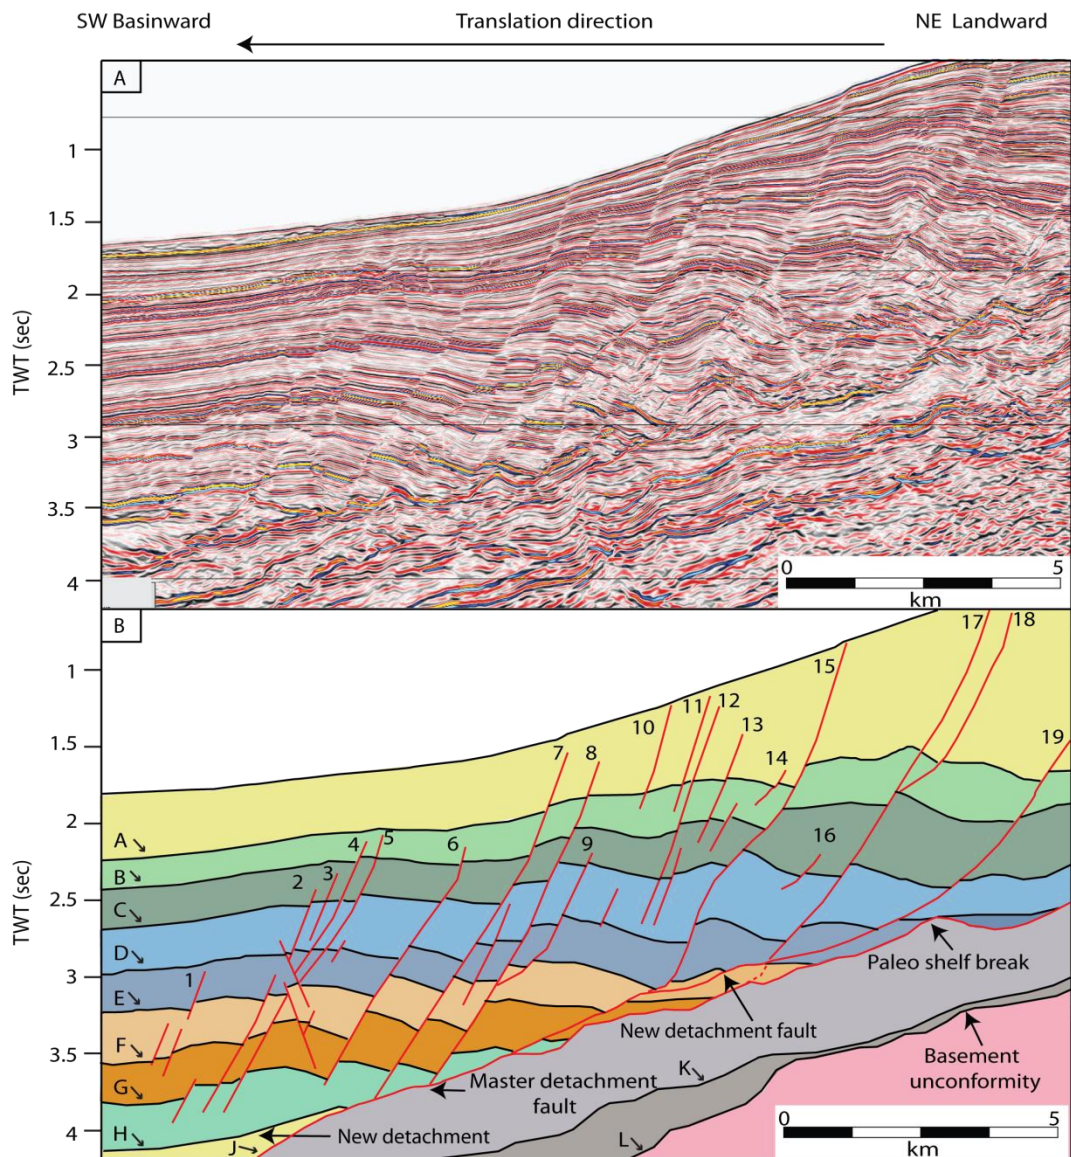 SW Basinward Translation direction NE Landward
A
1
1.5
2
2.5
3
3.5
4
TWT (sec)
0 5
km
B
1
1.5
2
2.5
3
3.5
4
TWT (sec)
17 18
15
10 11 12
13
14
19
7 8
16
2 3 4 5 6 9
1
A
B
C
D
E
F
G
H
J
K
L
Paleo shelf break
New detachment fault
Master detachment
fault
New detachment
Basement
unconformity
0 5
km